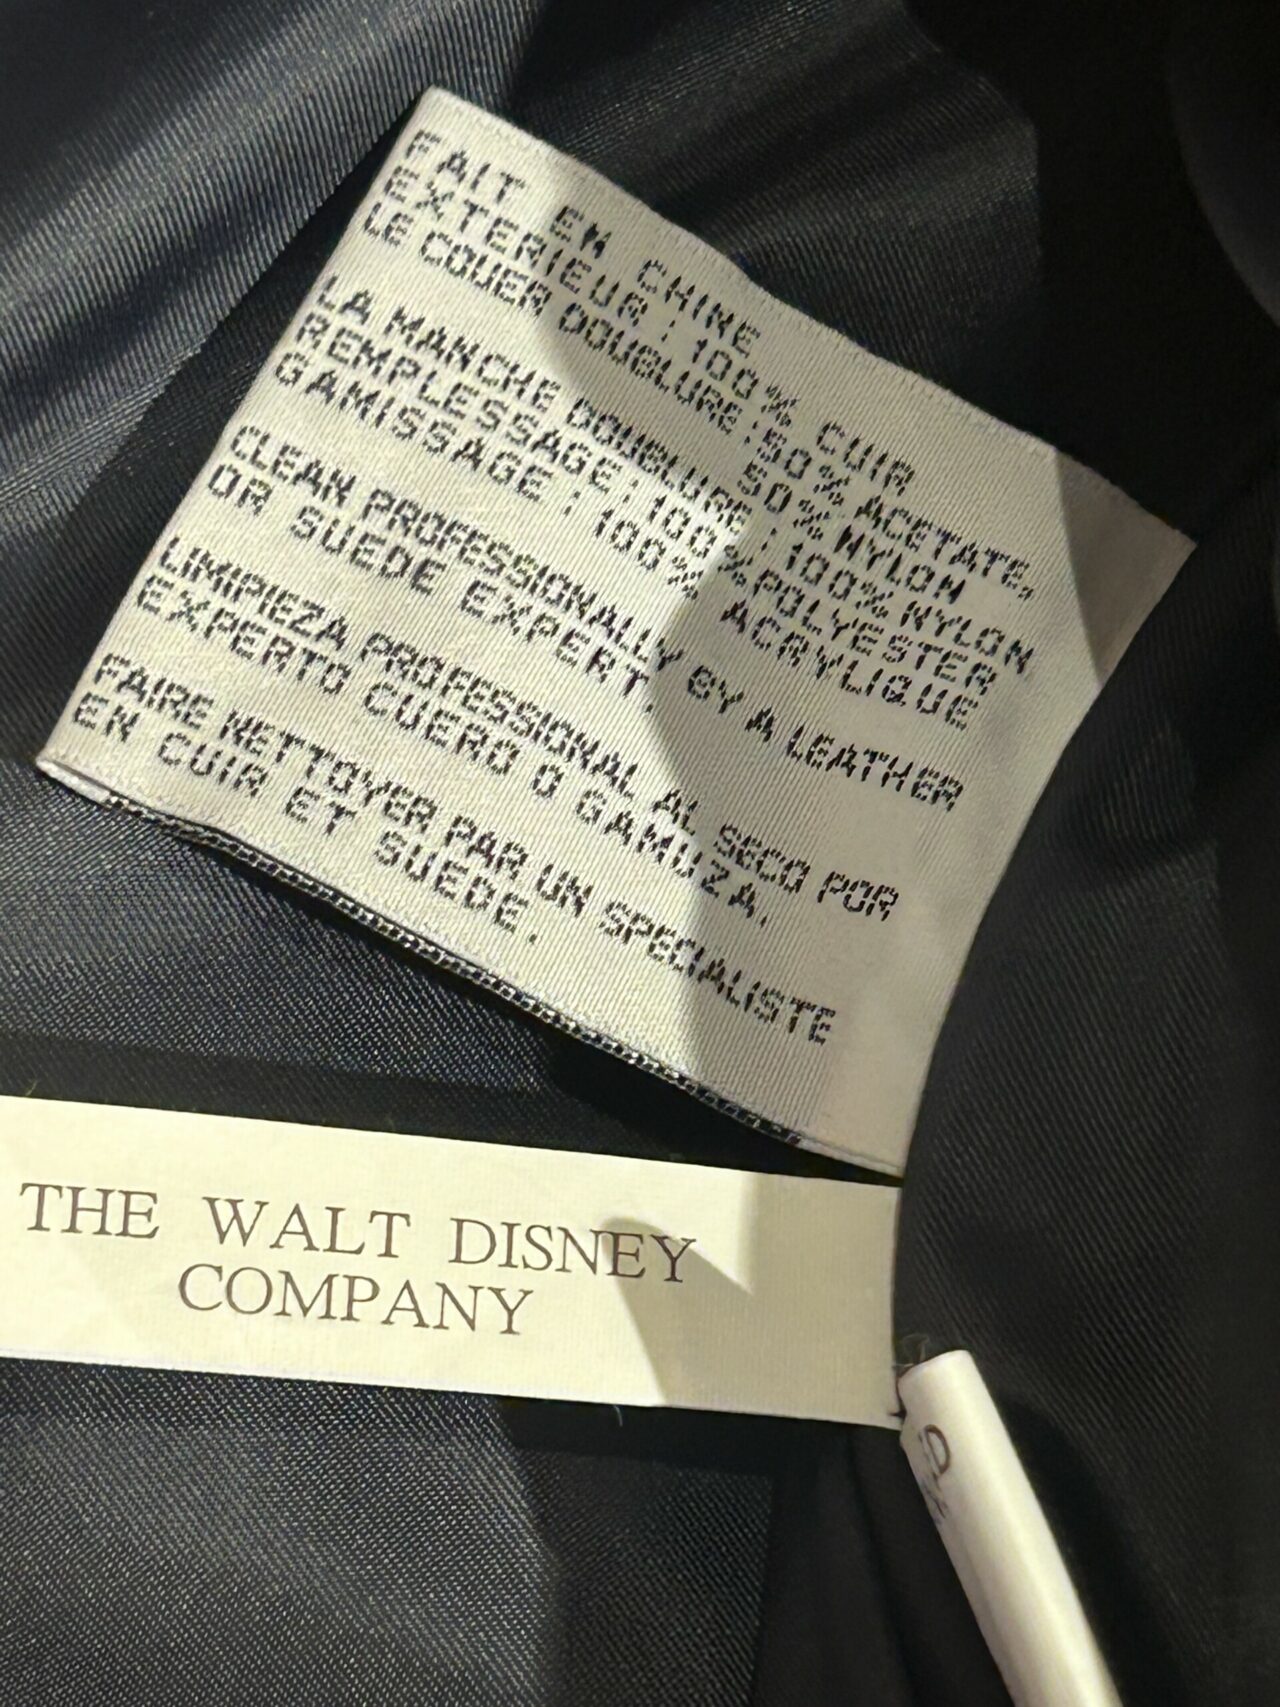 FAIT EN CHINE
EXTERIEUR : 100% CUIR
LE COUER DOUBLURE : 50% ACETATE,
50% NYLON
LA MANCHE DOUBLURE : 100% NYLON
REMPLESSAGE : 100% POLYESTER
GAMISSAGE : 100% ACRYLIQUE
CLEAN PROFESSIONALLY BY A LEATHER
OR SUEDE EXPERT.
LIMIPIEZA PROFESSIONAL AL SECO POR
EXPERTO CUERO O GAMUZA.
FAIRE NETTOYER PAR UN SPECIALISTE
EN CUIR ET SUEDE.
THE WALT DISNEY
COMPANY